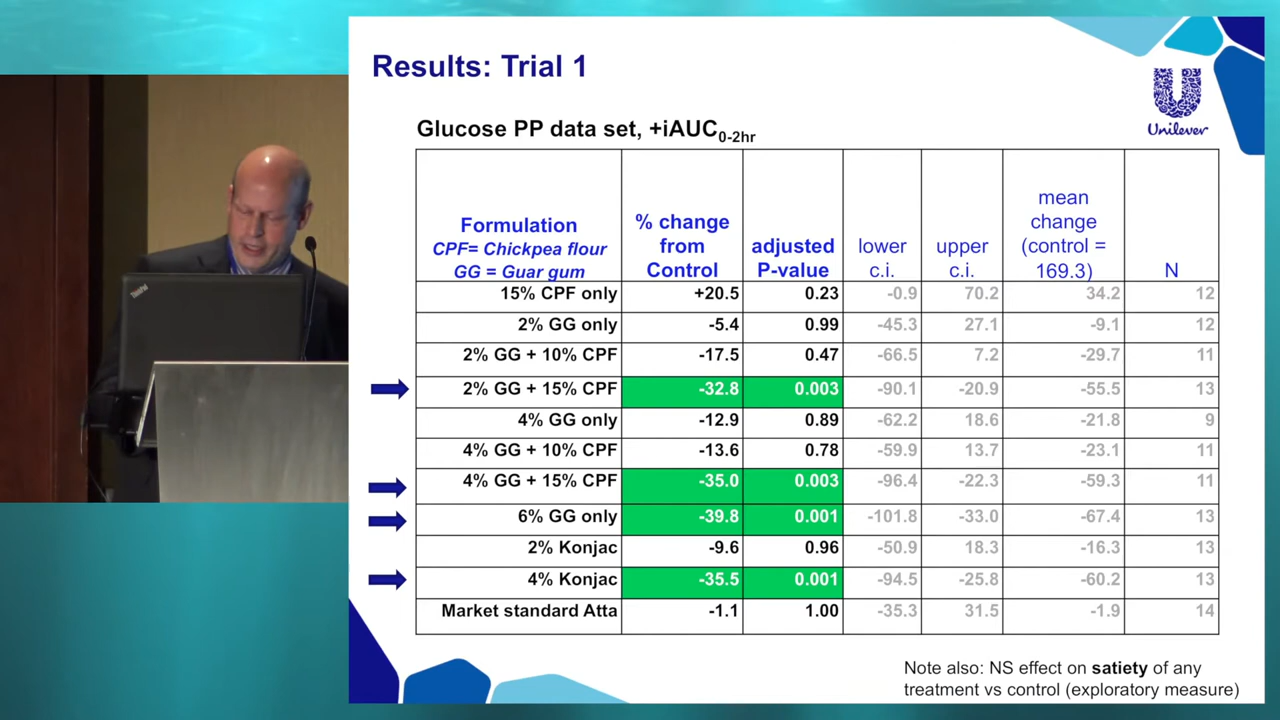 Results: Trial 1
Unilever
Glucose PP data set, +iAUC0-2hr
Formulation
CPF= Chickpea flour
GG = Guar gum
% change
from
Control
adjusted
P-value
lower
c.i.
upper
c.i.
mean
change
(control =
169.3)
N
15% CPF only +20.5 0.23 -0.9 70.2 34.2 12
2% GG only -5.4 0.99 -45.3 27.1 -9.1 12
2% GG + 10% CPF -17.5 0.47 -66.5 7.2 -29.7 11
2% GG + 15% CPF -32.8 0.003 -90.1 -20.9 -55.5 13
4% GG only -12.9 0.89 -62.2 18.6 -21.8 9
4% GG + 10% CPF -13.6 0.78 -59.9 13.7 -23.1 11
4% GG + 15% CPF -35.0 0.003 -96.4 -22.3 -59.3 11
6% GG only -39.8 0.001 -101.8 -33.0 -67.4 13
2% Konjac -9.6 0.96 -50.9 18.3 -16.3 13
4% Konjac -35.5 0.001 -94.5 -25.8 -60.2 13
Market standard Atta -1.1 1.00 -35.3 31.5 -1.9 14
Note also: NS effect on satiety of any
treatment vs control (exploratory measure)
ThinkPad